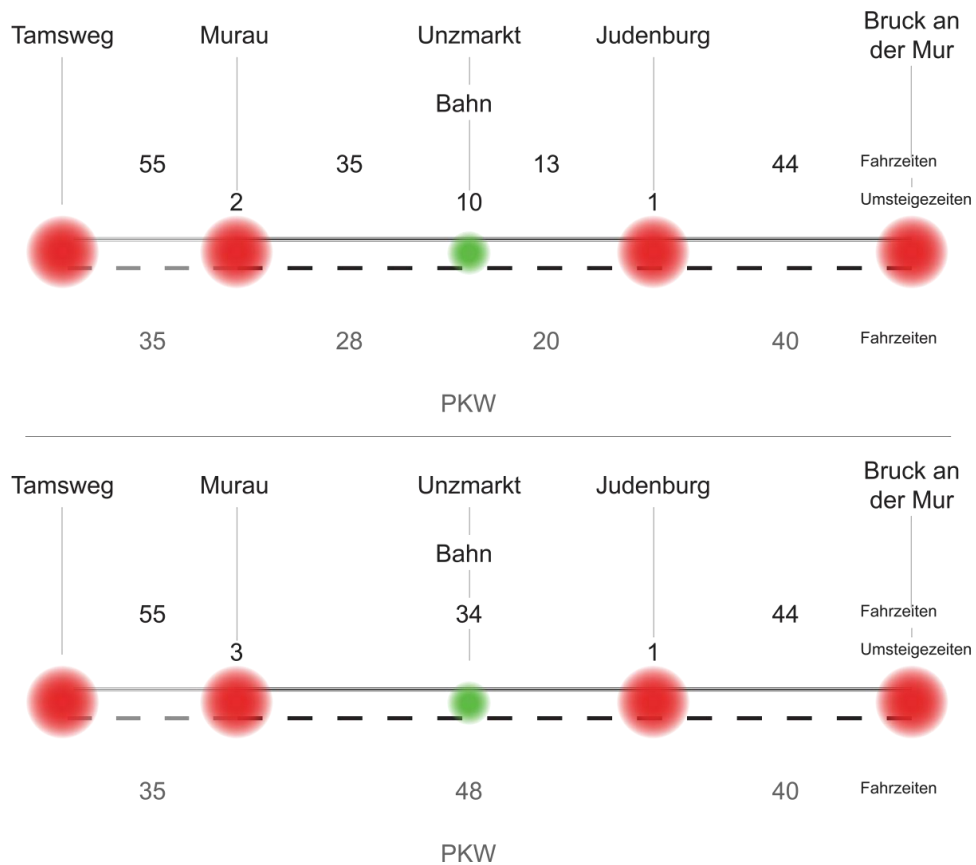 Tamsweg Murau Unzmarkt Judenburg Bruck an
der Mur
Bahn
55 35 13 44 Fahrzeiten
2 10 1 Umsteigezeiten
35 28 20 40 Fahrzeiten
PKW
Tamsweg Murau Unzmarkt Judenburg Bruck an
der Mur
Bahn
55 34 44 Fahrzeiten
3 1 Umsteigezeiten
35 48 40 Fahrzeiten
PKW